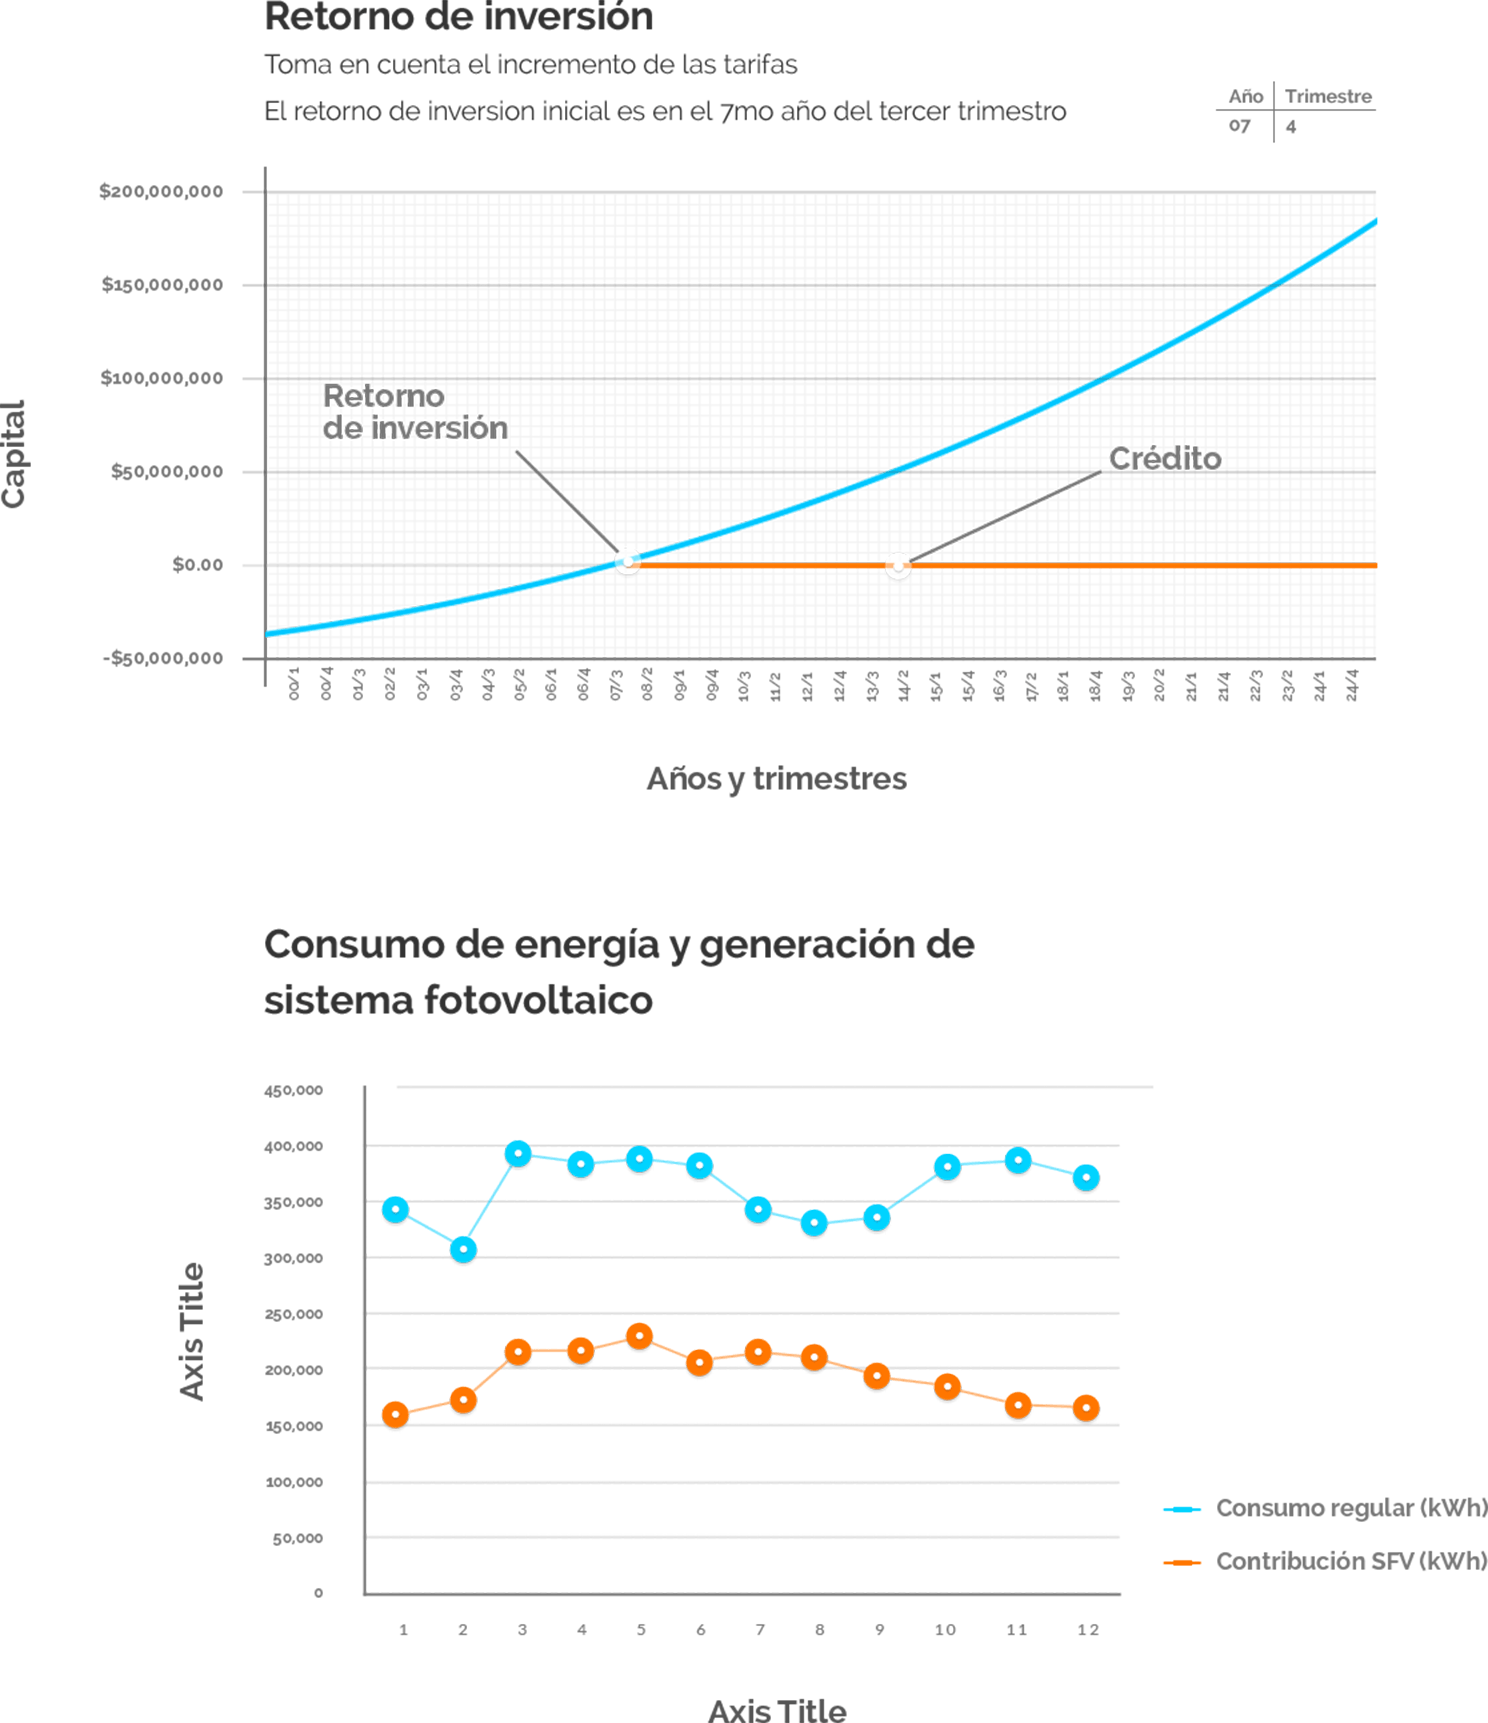 Retorno de inversión
Toma en cuenta el incremento de las tarifas
El retorno de inversion inicial es en el 7mo año del tercer trimestro
Año Trimestre
07 4
$200,000,000
$150,000,000
$100,000,000
$50,000,000
$0.00
-$50,000,000
Capital
Retorno
de inversión
Crédito
00/1 00/4 01/3 02/2 03/1 03/4 04/3 05/2 06/1 06/4 07/3 08/2 09/1 09/4 10/3 11/2 12/1 12/4 13/3 14/2 15/1 15/4 16/3 17/2 18/1 18/4 19/3 20/2 21/1 21/4 22/3 23/2 24/1 24/4
Años y trimestres
Consumo de energía y generación de
sistema fotovoltaico
450,000
400,000
350,000
300,000
250,000
200,000
150,000
100,000
50,000
0
Axis Title
1 2 3 4 5 6 7 8 9 10 11 12
Axis Title
Consumo regular (kWh)
Contribución SFV (kWh)